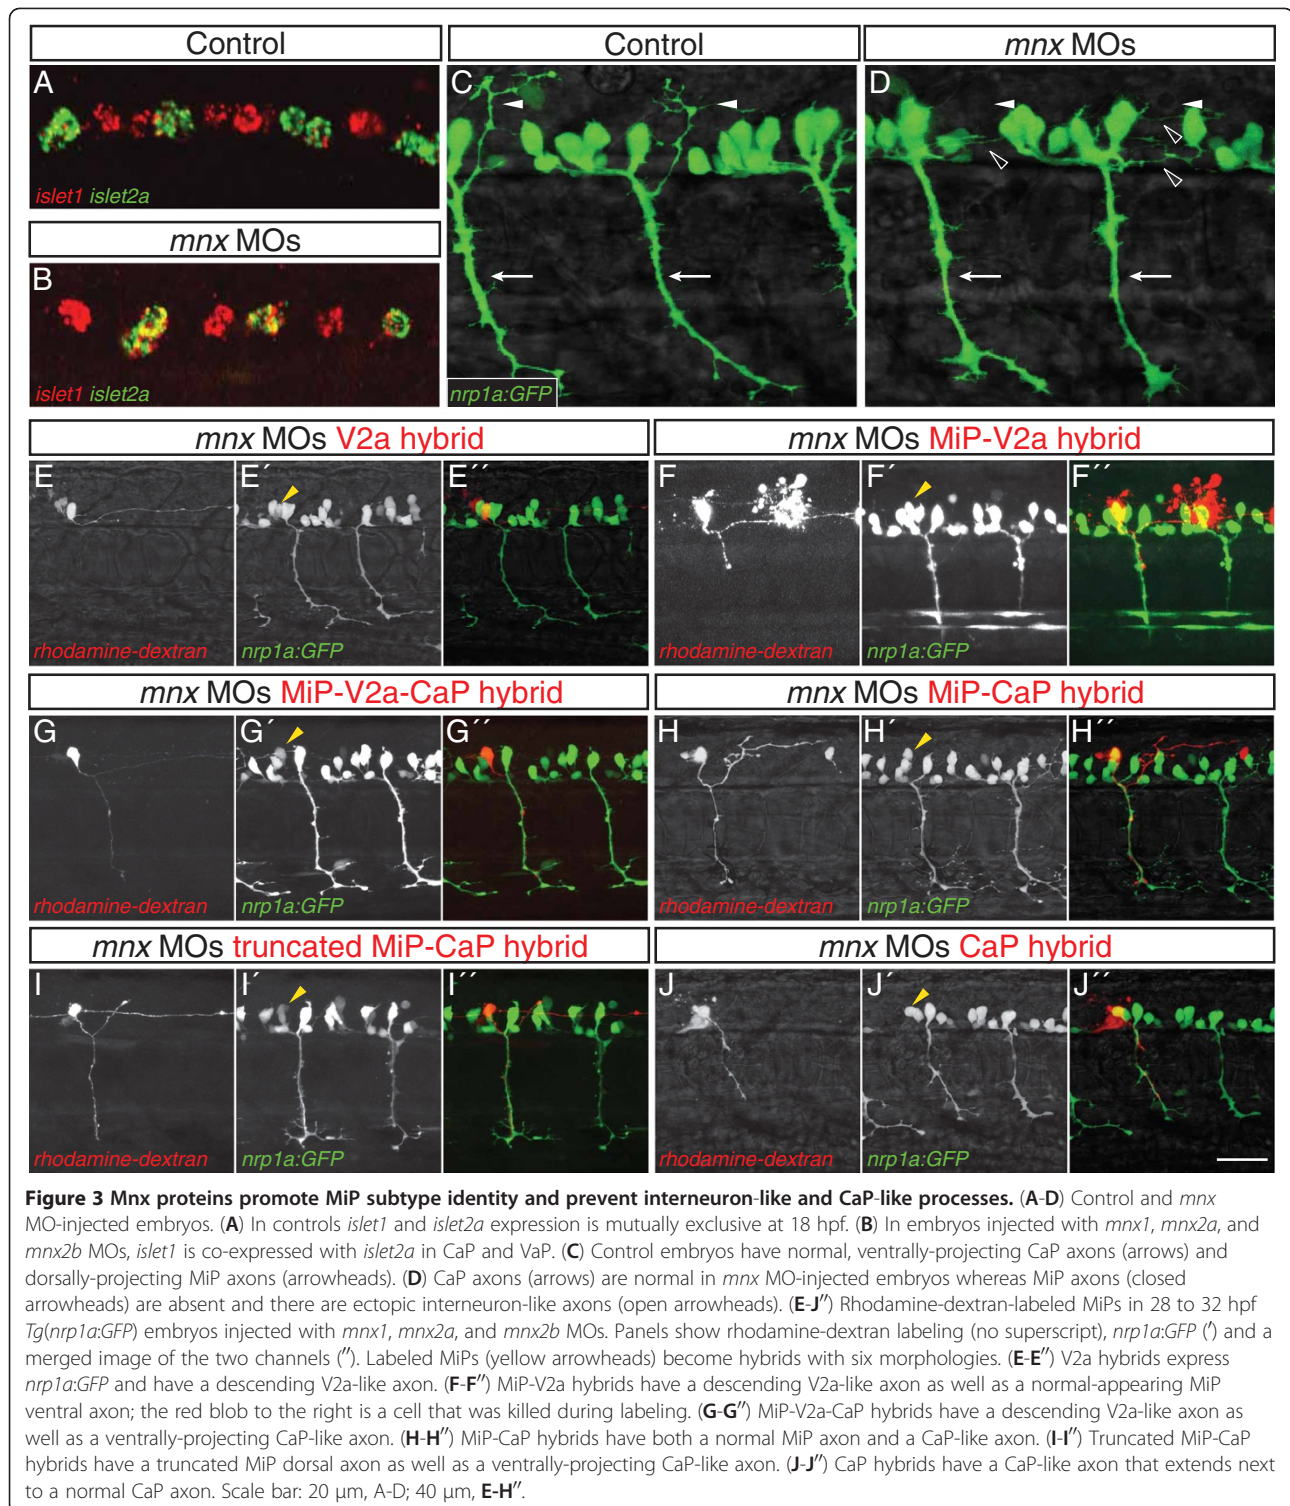 Control
Control
mnx MOs
A
islet1 islet2a
mnx MOs
B
islet1 islet2a
C
nrp1a:GFP
D
mnx MOs V2a hybrid
mnx MOs MiP-V2a hybrid
E
rhodamine-dextran
E´
nrp1a:GFP
E´´
F
rhodamine-dextran
F´
nrp1a:GFP
F´´
mnx MOs MiP-V2a-CaP hybrid
mnx MOs MiP-CaP hybrid
G
rhodamine-dextran
G´
nrp1a:GFP
G´´
H
rhodamine-dextran
H´
nrp1a:GFP
H´´
mnx MOs truncated MiP-CaP hybrid
mnx MOs CaP hybrid
I
rhodamine-dextran
I´
nrp1a:GFP
I´´
J
rhodamine-dextran
J´
nrp1a:GFP
J´´
Figure 3 Mnx proteins promote MiP subtype identity and prevent interneuron-like and CaP-like processes. (A-D) Control and mnx
MO-injected embryos. (A) In controls islet1 and islet2a expression is mutually exclusive at 18 hpf. (B) In embryos injected with mnx1, mnx2a, and
mnx2b MOs, islet1 is co-expressed with islet2a in CaP and VaP. (C) Control embryos have normal, ventrally-projecting CaP axons (arrows) and
dorsally-projecting MiP axons (arrowheads). (D) CaP axons (arrows) are normal in mnx MO-injected embryos whereas MiP axons (closed
arrowheads) are absent and there are ectopic interneuron-like axons (open arrowheads). (E-J″) Rhodamine-dextran-labeled MiPs in 28 to 32 hpf
Tg(nrp1a:GFP) embryos injected with mnx1, mnx2a, and mnx2b MOs. Panels show rhodamine-dextran labeling (no superscript), nrp1a:GFP (′) and a
merged image of the two channels (″). Labeled MiPs (yellow arrowheads) become hybrids with six morphologies. (E-E″) V2a hybrids express
nrp1a:GFP and have a descending V2a-like axon. (F-F″) MiP-V2a hybrids have a descending V2a-like axon as well as a normal-appearing MiP
ventral axon; the red blob to the right is a cell that was killed during labeling. (G-G″) MiP-V2a-CaP hybrids have a descending V2a-like axon as
well as a ventrally-projecting CaP-like axon. (H-H″) MiP-CaP hybrids have both a normal MiP axon and a CaP-like axon. (I-I″) Truncated MiP-CaP
hybrids have a truncated MiP dorsal axon as well as a ventrally-projecting CaP-like axon. (J-J″) CaP hybrids have a CaP-like axon that extends next
to a normal CaP axon. Scale bar: 20 μm, A-D; 40 μm, E-H″.